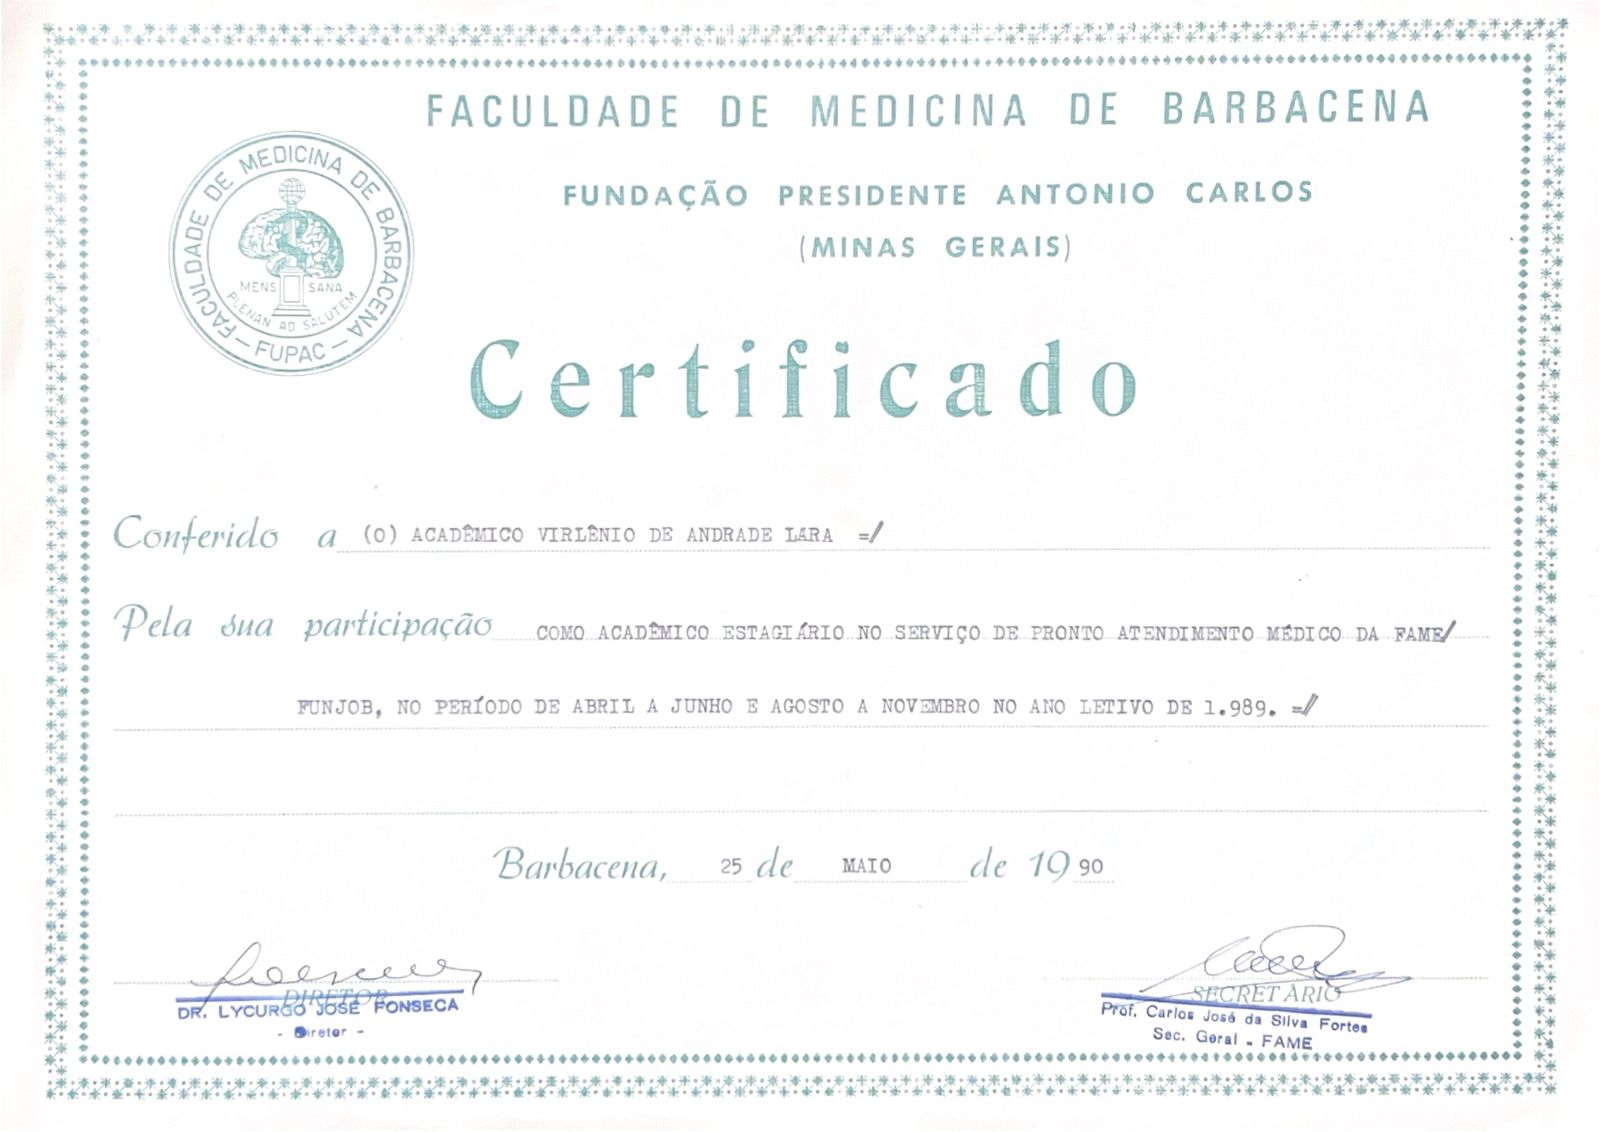 FACULDADE DE MEDICINA DE BARBACENA
FUNDAÇÃO PRESIDENTE ANTONIO CARLOS
(MINAS GERAIS)
FACULDADE DE MEDICINA DE BARBACENA
— FUPAC —
MENS SANA
PLENAN AD SALUTEM
Certificado
Conferido a (O) ACADÊMICO VIRLÊNIO DE ANDRADE LARA =/
Pela sua participação COMO ACADÊMICO ESTAGIÁRIO NO SERVIÇO DE PRONTO ATENDIMENTO MÉDICO DA FAME/
FUNJOB, NO PERÍODO DE ABRIL A JUNHO E AGOSTO A NOVEMBRO NO ANO LETIVO DE 1.989. =/
Barbacena, 25 de MAIO de 19 90
DIRETOR
DR. LYCURGO JOSÉ FONSECA
- Diretor -
SECRETÁRIO
Prof. Carlos José da Silva Fortes
Sec. Geral - FAME